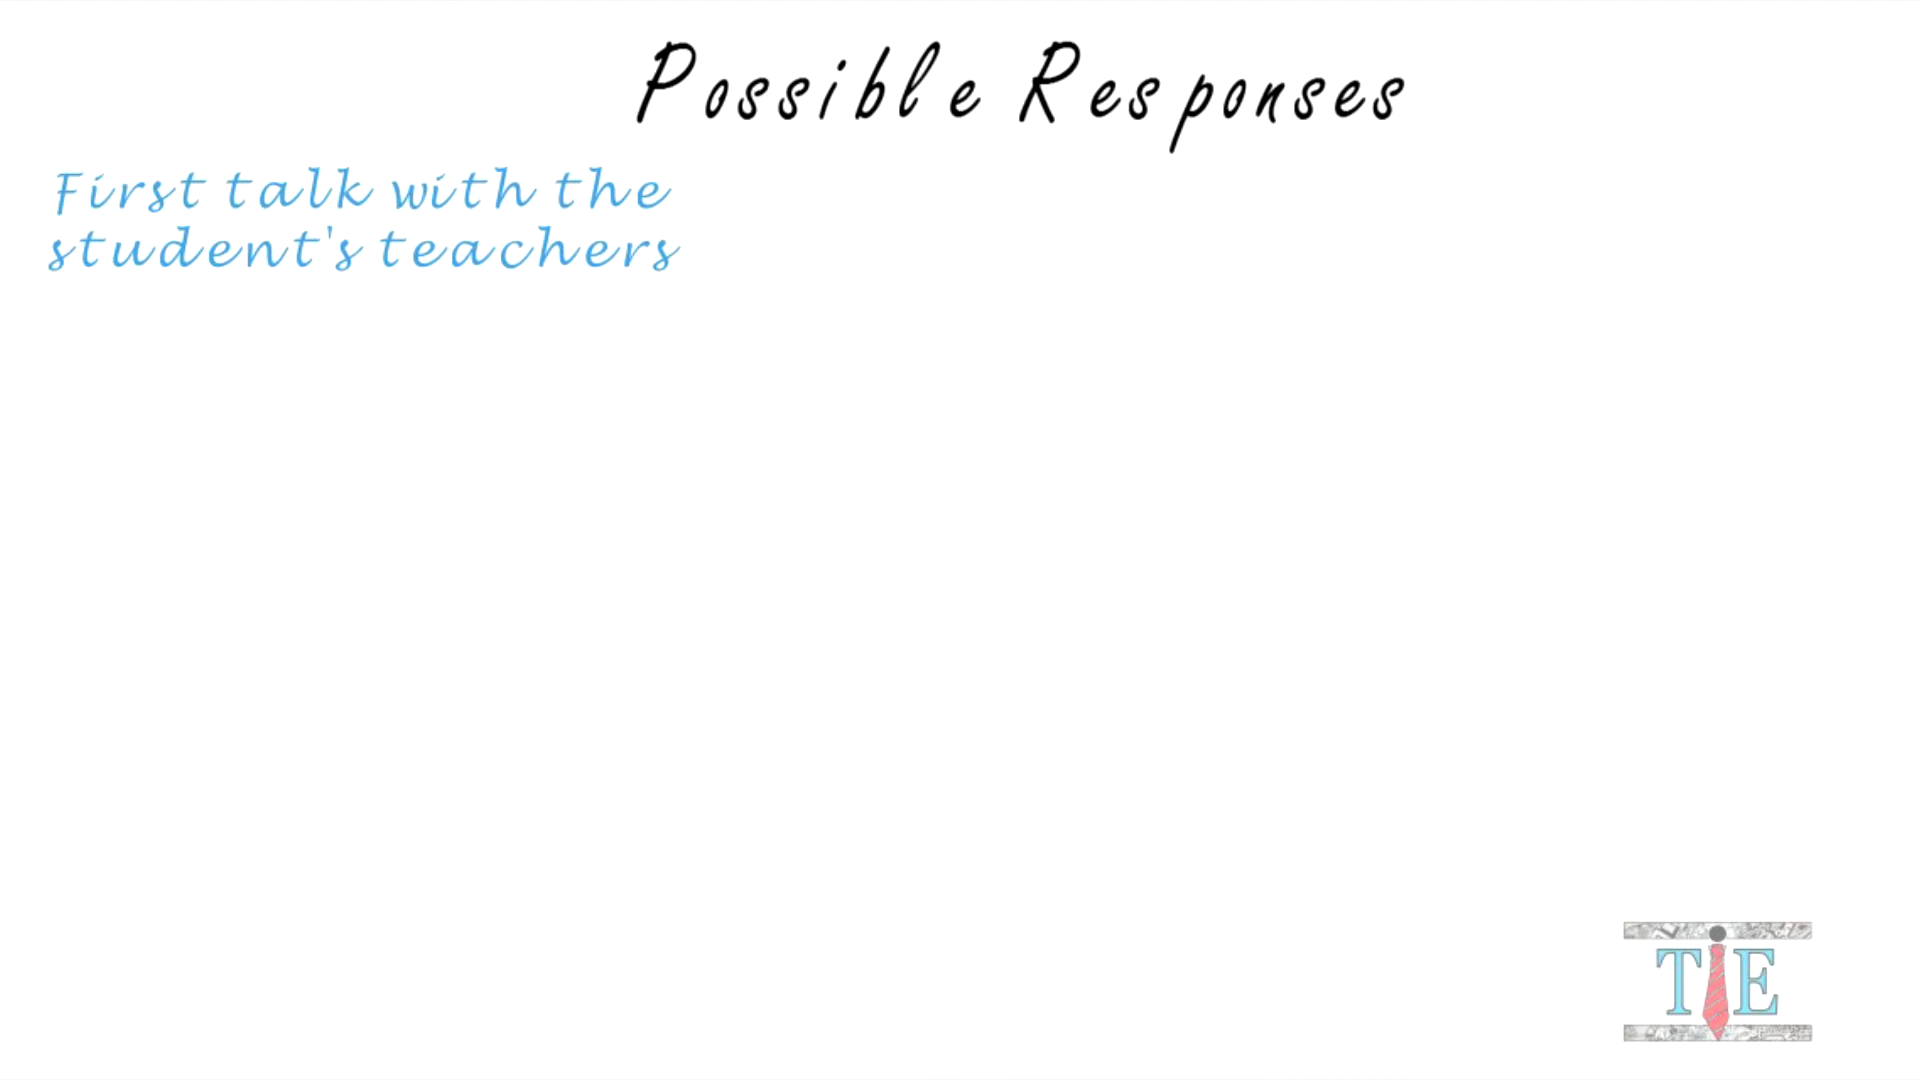 Possible Responses
First talk with the
student's teachers
TIE